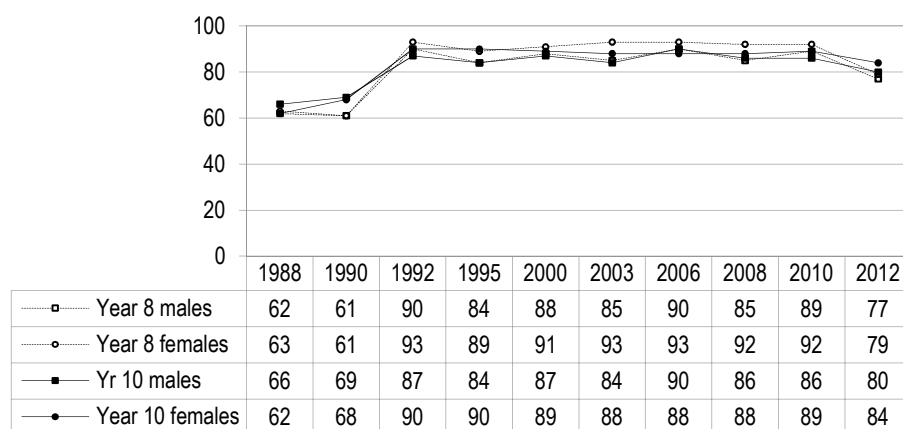 100
80
60
40
20
0
1988 1990 1992 1995 2000 2003 2006 2008 2010 2012
Year 8 males 62 61 90 84 88 85 90 85 89 77
Year 8 females 63 61 93 89 91 93 93 92 92 79
Yr 10 males 66 69 87 84 87 84 90 86 86 80
Year 10 females 62 68 90 90 89 88 88 88 89 84